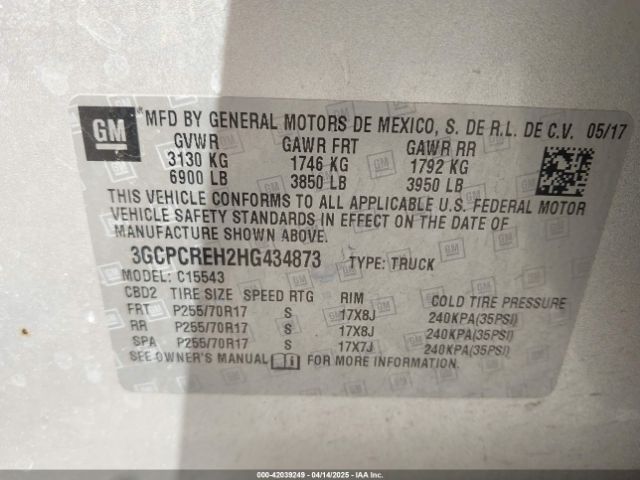 GM
*MFD BY GENERAL MOTORS DE MEXICO, S. DE R.L. DE C.V. 05/17
GVWR GAWR FRT GAWR RR
3130 KG 1746 KG 1792 KG
6900 LB 3850 LB 3950 LB
THIS VEHICLE CONFORMS TO ALL APPLICABLE U.S. FEDERAL MOTOR
VEHICLE SAFETY STANDARDS IN EFFECT ON THE DATE OF
MANUFACTURE SHOWN ABOVE.
3GCPCREH2HG434873 TYPE: TRUCK
MODEL: C15543
CBD2 TIRE SIZE SPEED RTG RIM COLD TIRE PRESSURE
FRT P255/70R17 S 17X8J 240KPA(35PSI)
RR P255/70R17 S 17X8J 240KPA(35PSI)
SPA P255/70R17 S 17X7J 240KPA(35PSI)
SEE OWNER'S MANUAL FOR MORE INFORMATION.
000-42039249 - 04/14/2025 - IAAI.COM